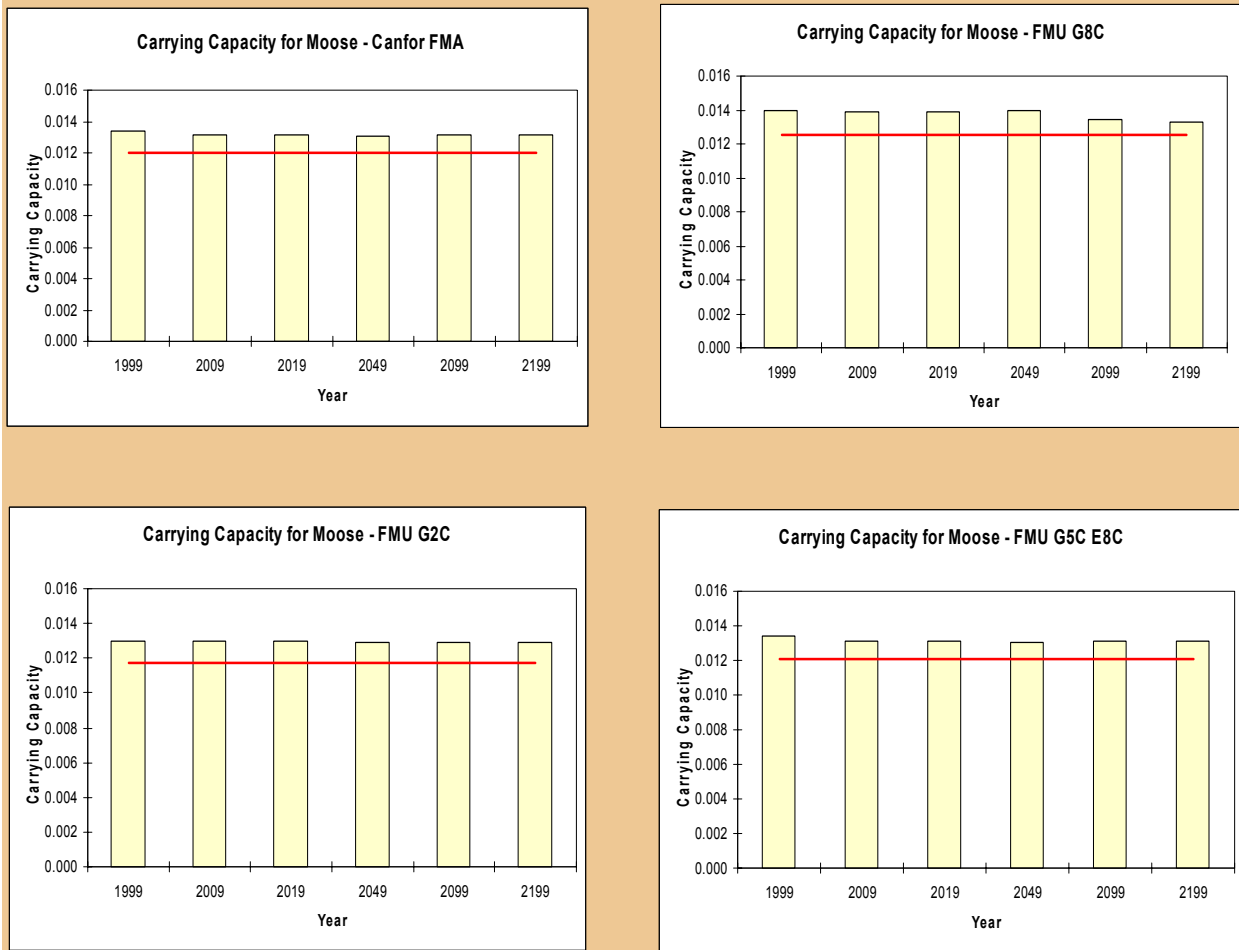 Carrying Capacity for Moose - Canfor FMA
0.016
0.014
0.012
0.010
0.008
0.006
0.004
0.002
0.000
Carrying Capacity
1999 2009 2019 2049 2099 2199
Year
Carrying Capacity for Moose - FMU G8C
0.016
0.014
0.012
0.010
0.008
0.006
0.004
0.002
0.000
Carrying Capacity
1999 2009 2019 2049 2099 2199
Year
Carrying Capacity for Moose - FMU G2C
0.016
0.014
0.012
0.010
0.008
0.006
0.004
0.002
0.000
Carrying Capacity
1999 2009 2019 2049 2099 2199
Year
Carrying Capacity for Moose - FMU G5C E8C
0.016
0.014
0.012
0.010
0.008
0.006
0.004
0.002
0.000
Carrying Capacity
1999 2009 2019 2049 2099 2199
Year